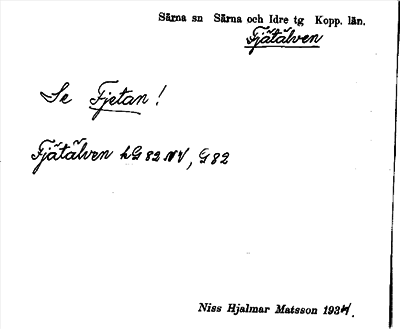 Särna sn Särna och Idre tg Kopp. län.
Fjätälven
Se Fjetan!
Fjätälven LG 82 NV, G 82
Niss Hjalmar Matsson 1934.